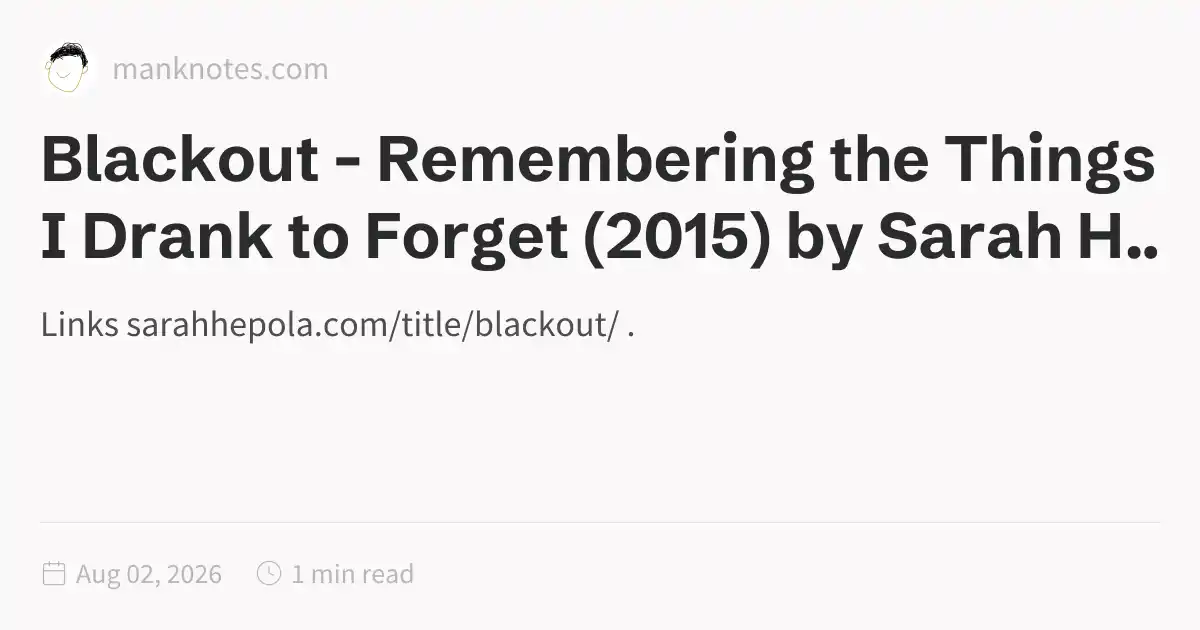 manknotes.com
Blackout - Remembering the Things
I Drank to Forget (2015) by Sarah H..
Links sarahhepola.com/title/blackout/ .
Aug 02, 2026 1 min read